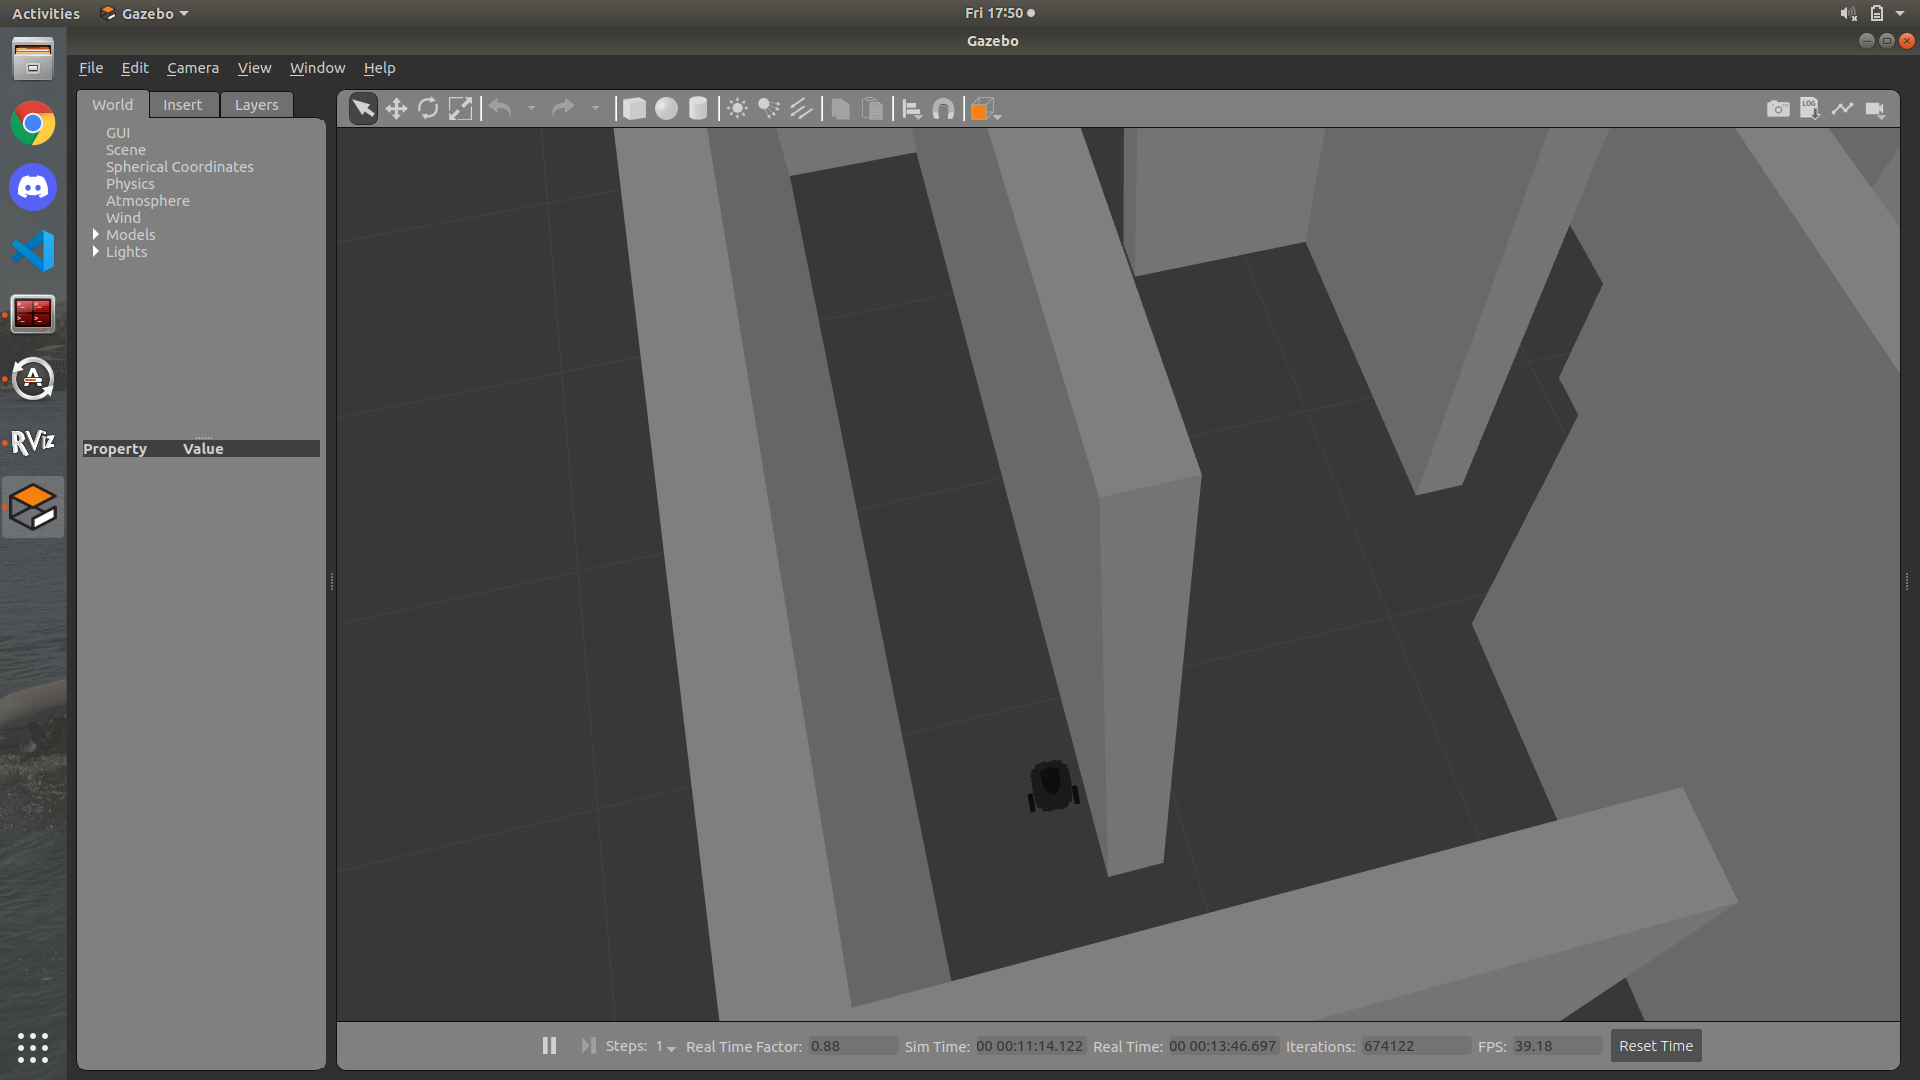 Activities Gazebo Fri 17:50
Gazebo
File Edit Camera View Window Help
World Insert Layers
LOG
GUI
Scene
Spherical Coordinates
Physics
Atmosphere
Wind
Models
Lights
A
RViz
Property Value
Steps: 1 Real Time Factor: 0.88 Sim Time: 00 00:11:14.122 Real Time: 00 00:13:46.697 Iterations: 674122 FPS: 39.18 Reset Time